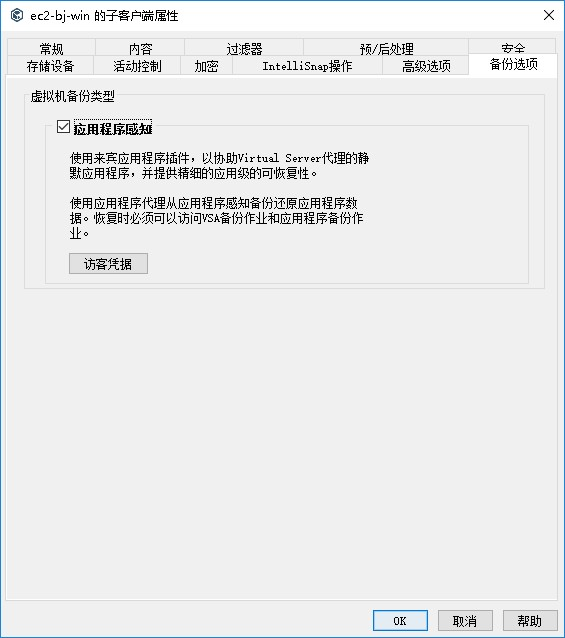 ec2-bj-win 的子客户端属性
常规 内容 过滤器 预/后处理 安全
存储设备 活动控制 加密 IntelliSnap操作 高级选项 备份选项
虚拟机备份类型
应用程序感知
使用来宾应用程序插件，以协助Virtual Server代理的静
默应用程序，并提供精细的应用级的可恢复性。
使用应用程序代理从应用程序感知备份还原应用程序数
据。恢复时必须可以访问VSA备份作业和应用程序备份作
业。
访客凭据
OK 取消 帮助